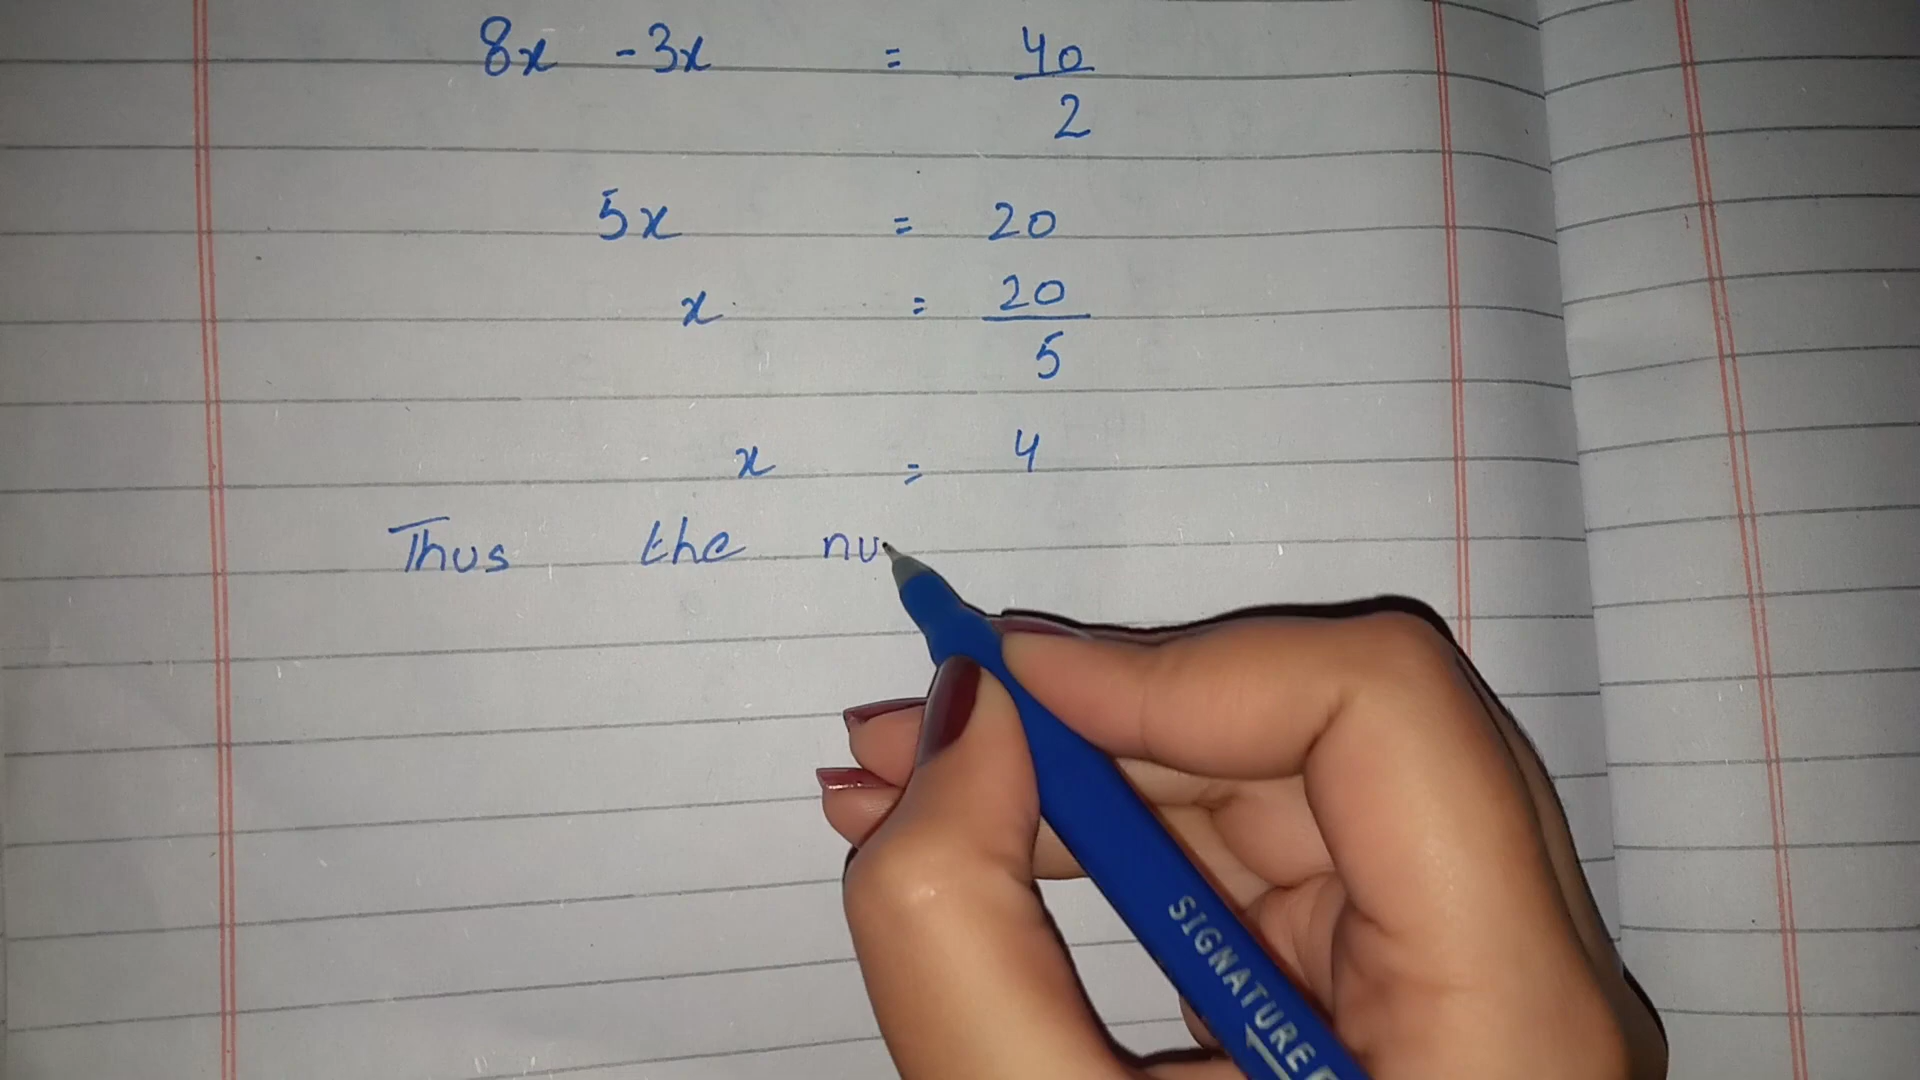 8x - 3x = 40/2
5x = 20
x = 20/5
x = 4
Thus the nu
SIGNATURE